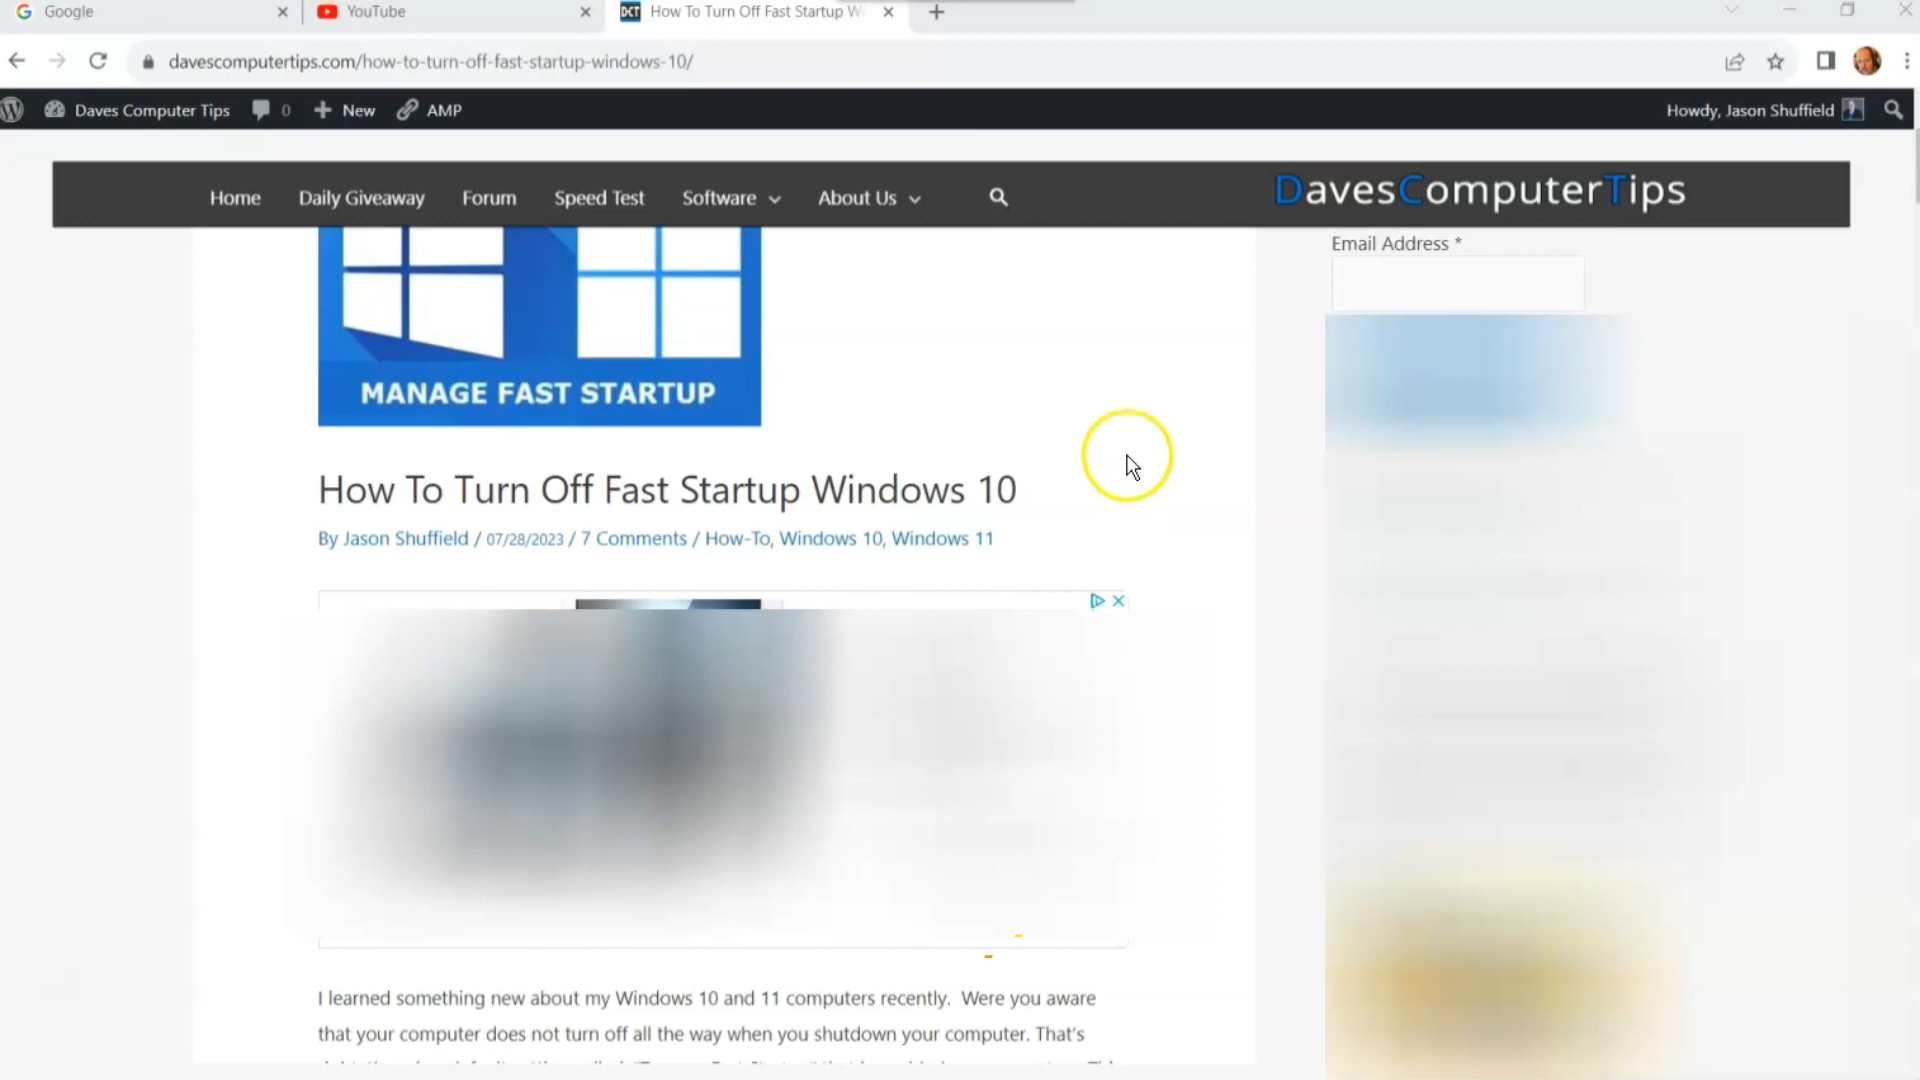 Google
YouTube
DCT How To Turn Off Fast Startup W
davescomputertips.com/how-to-turn-off-fast-startup-windows-10/
Daves Computer Tips 0 New AMP
Howdy, Jason Shuffield
Home Daily Giveaway Forum Speed Test Software About Us
DavesComputerTips
Email Address *
MANAGE FAST STARTUP
How To Turn Off Fast Startup Windows 10
By Jason Shuffield / 07/28/2023 / 7 Comments / How-To, Windows 10, Windows 11
I learned something new about my Windows 10 and 11 computers recently. Were you aware
that your computer does not turn off all the way when you shutdown your computer. That's